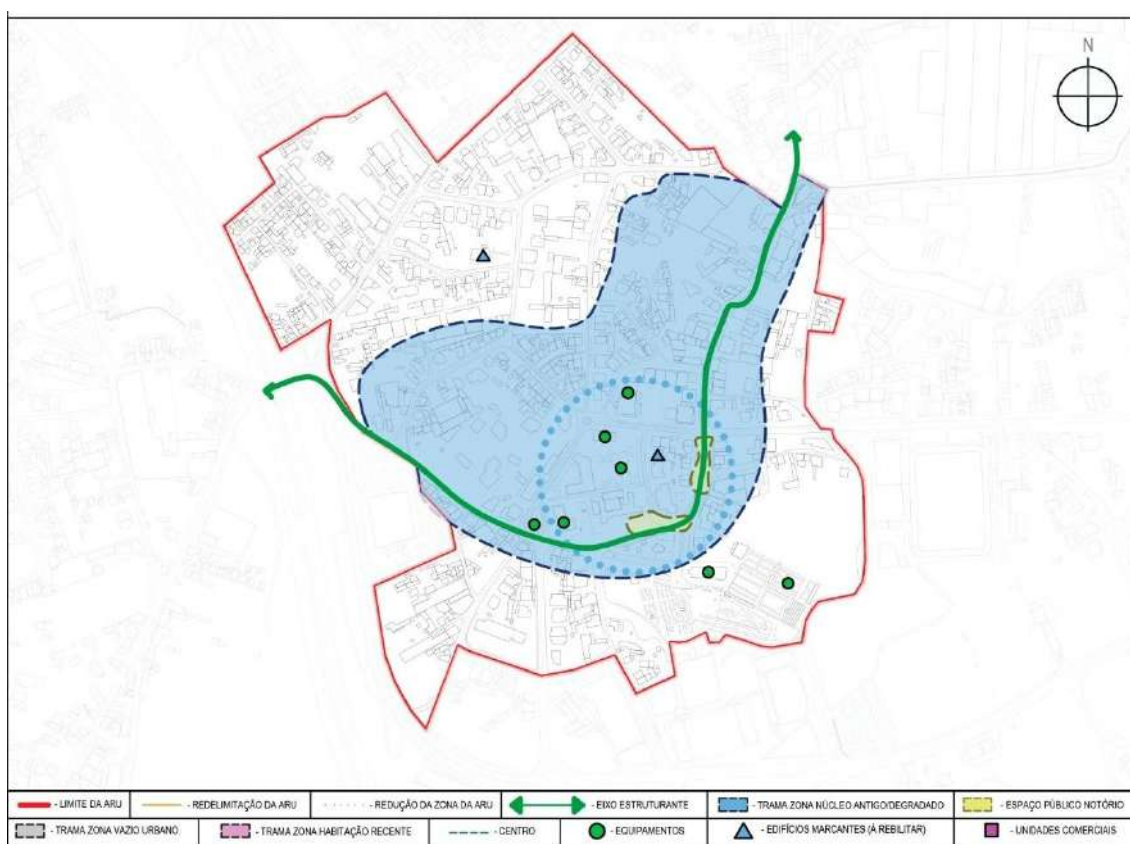 N
- LIMITE DA ARU
- REDELIMITAÇÃO DA ARU
- REDUÇÃO DA ZONA DA ARU
- EIXO ESTRUTURANTE
- TRAMA ZONA NÚCLEO ANTIGO/DEGRADADO
- ESPAÇO PÚBLICO NOTÓRIO
- TRAMA ZONA VAZIO URBANO
- TRAMA ZONA HABITAÇÃO RECENTE
- CENTRO
- EQUIPAMENTOS
- EDIFÍCIOS MARCANTES (Á REBILITAR)
- UNIDADES COMERCIAIS